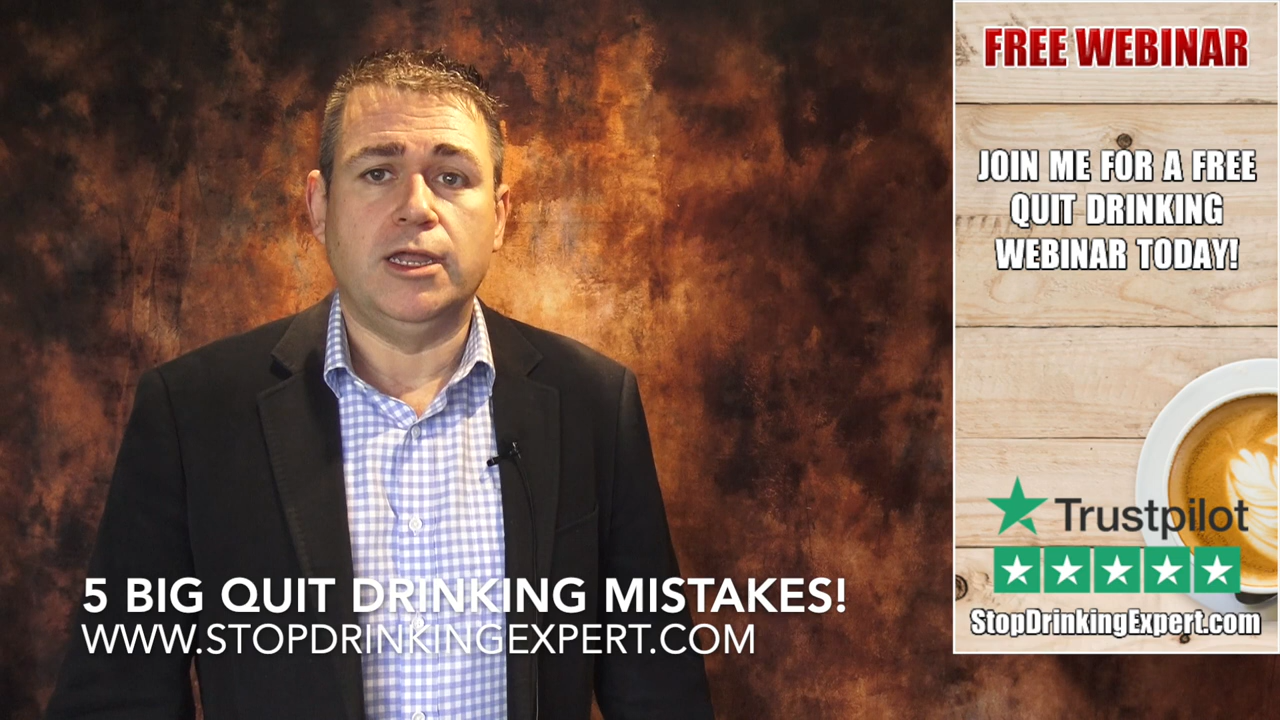 FREE WEBINAR
JOIN ME FOR A FREE
QUIT DRINKING
WEBINAR TODAY!
Trustpilot
StopDrinkingExpert.com
5 BIG QUIT DRINKING MISTAKES!
WWW.STOPDRINKINGEXPERT.COM